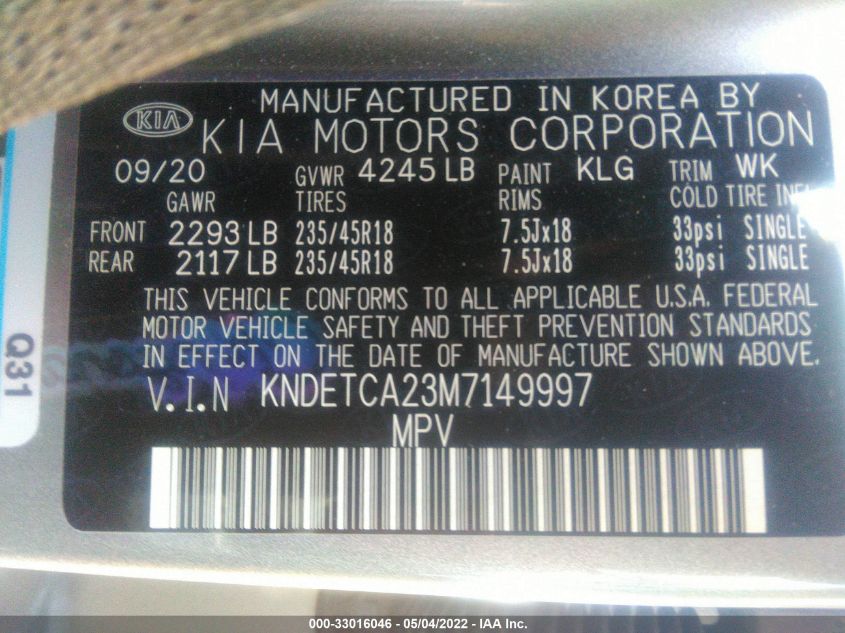 MANUFACTURED IN KOREA BY
KIA KIA MOTORS CORPORATION
09/20 GVWR 4245 LB PAINT KLG TRIM WK
GAWR TIRES RIMS COLD TIRE
FRONT 2293 LB 235/45R18 7.5Jx18 33psi SINGLE
REAR 2117 LB 235/45R18 7.5Jx18 33psi SINGLE
THIS VEHICLE CONFORMS TO ALL APPLICABLE U.S.A. FEDERAL
MOTOR VEHICLE SAFETY AND THEFT PREVENTION STANDARDS
IN EFFECT ON THE DATE OF MANUFACTURE SHOWN ABOVE.
V.I.N KNDETCA23M7149997
MPV
Q31
000-33016046 - 05/04/2022 - IAA Inc.